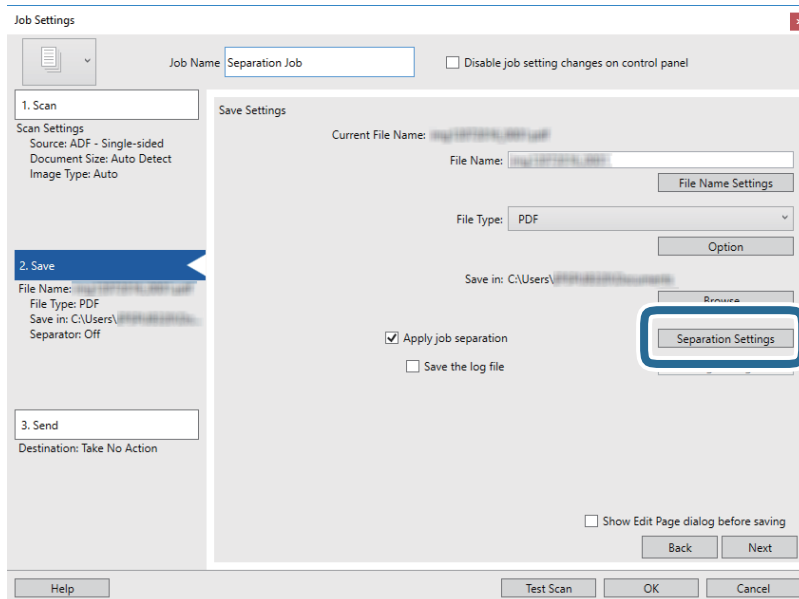 Job Settings
Job Name Separation Job Disable job setting changes on control panel
1. Scan
Scan Settings
Source: ADF - Single-sided
Document Size: Auto Detect
Image Type: Auto
2. Save
File Name:
File Type: PDF
Save in: C:\Users\
Separator: Off
3. Send
Destination: Take No Action
Save Settings
Current File Name:
File Name:
File Name Settings
File Type: PDF
Option
Save in: C:\Users\
Browse
Apply job separation Separation Settings
Save the log file
Show Edit Page dialog before saving
Back Next
Help Test Scan OK Cancel